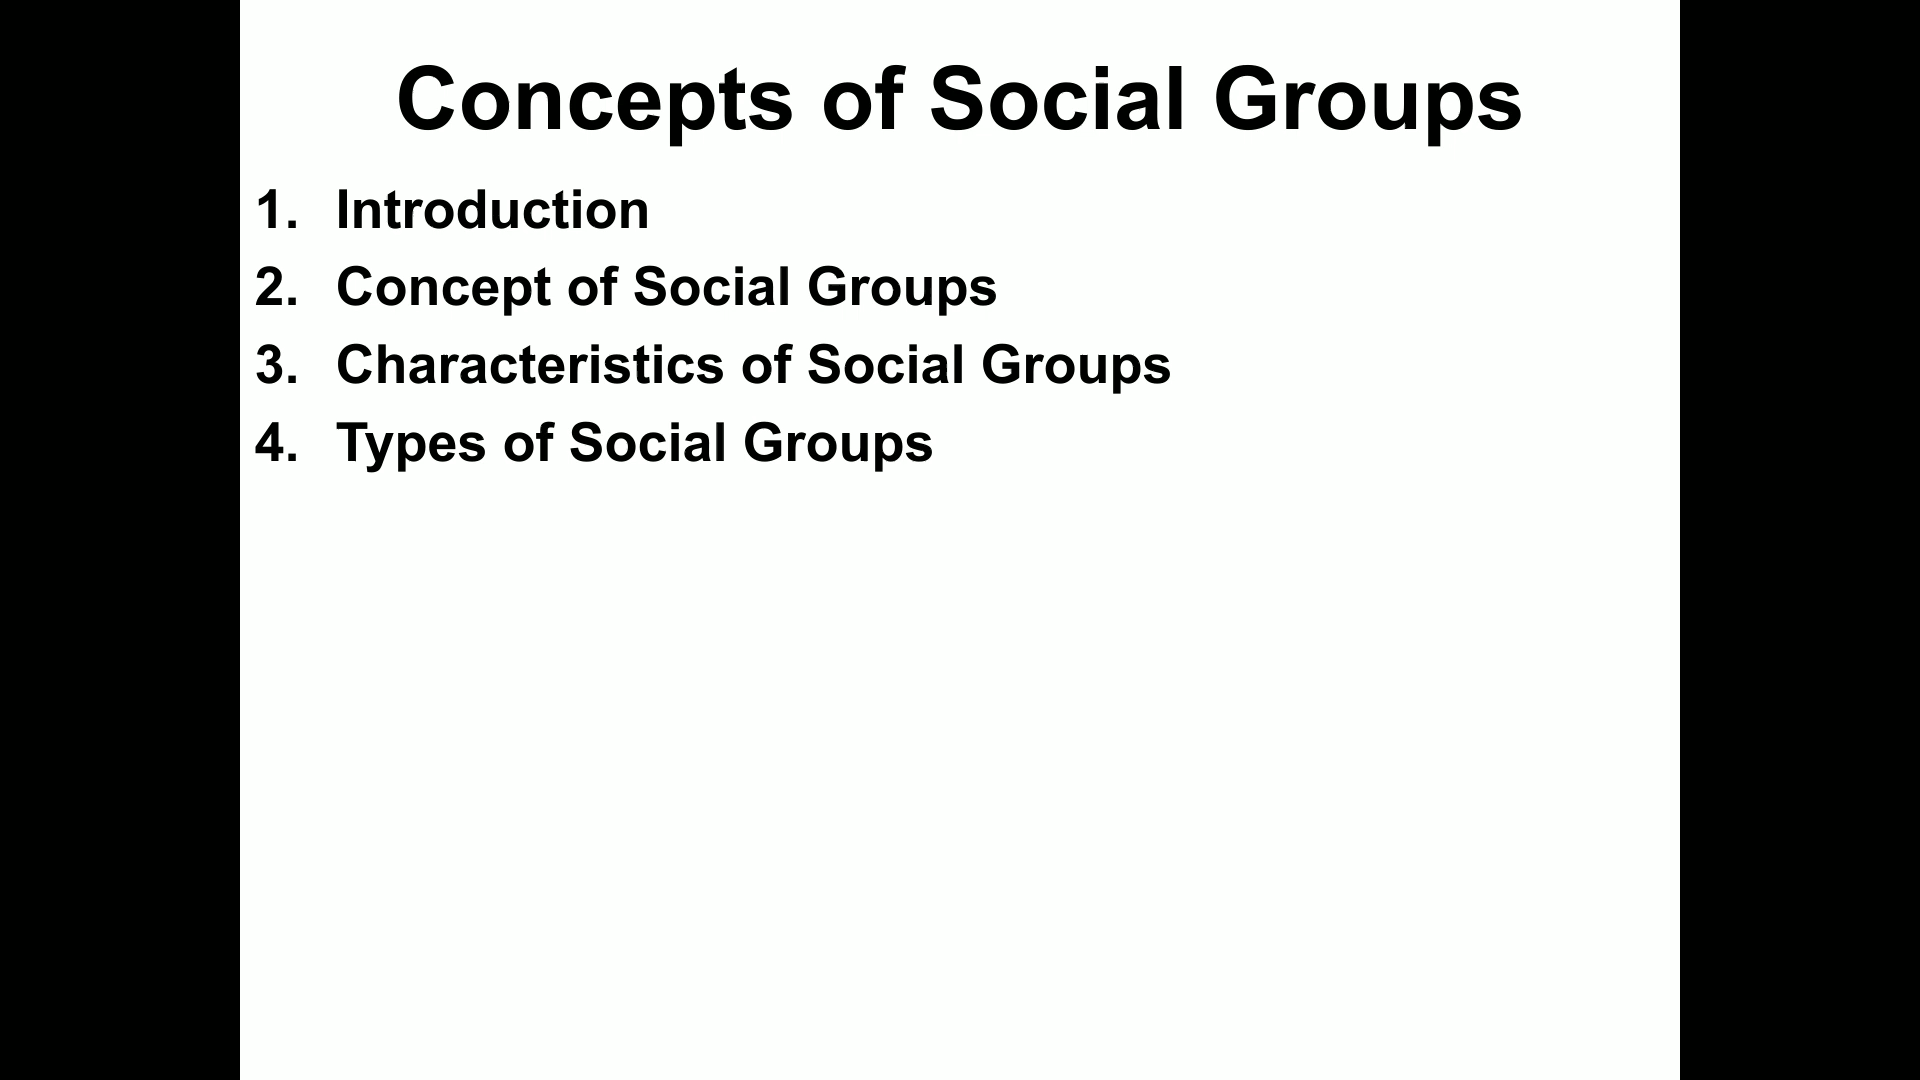 Concepts of Social Groups
1. Introduction
2. Concept of Social Groups
3. Characteristics of Social Groups
4. Types of Social Groups